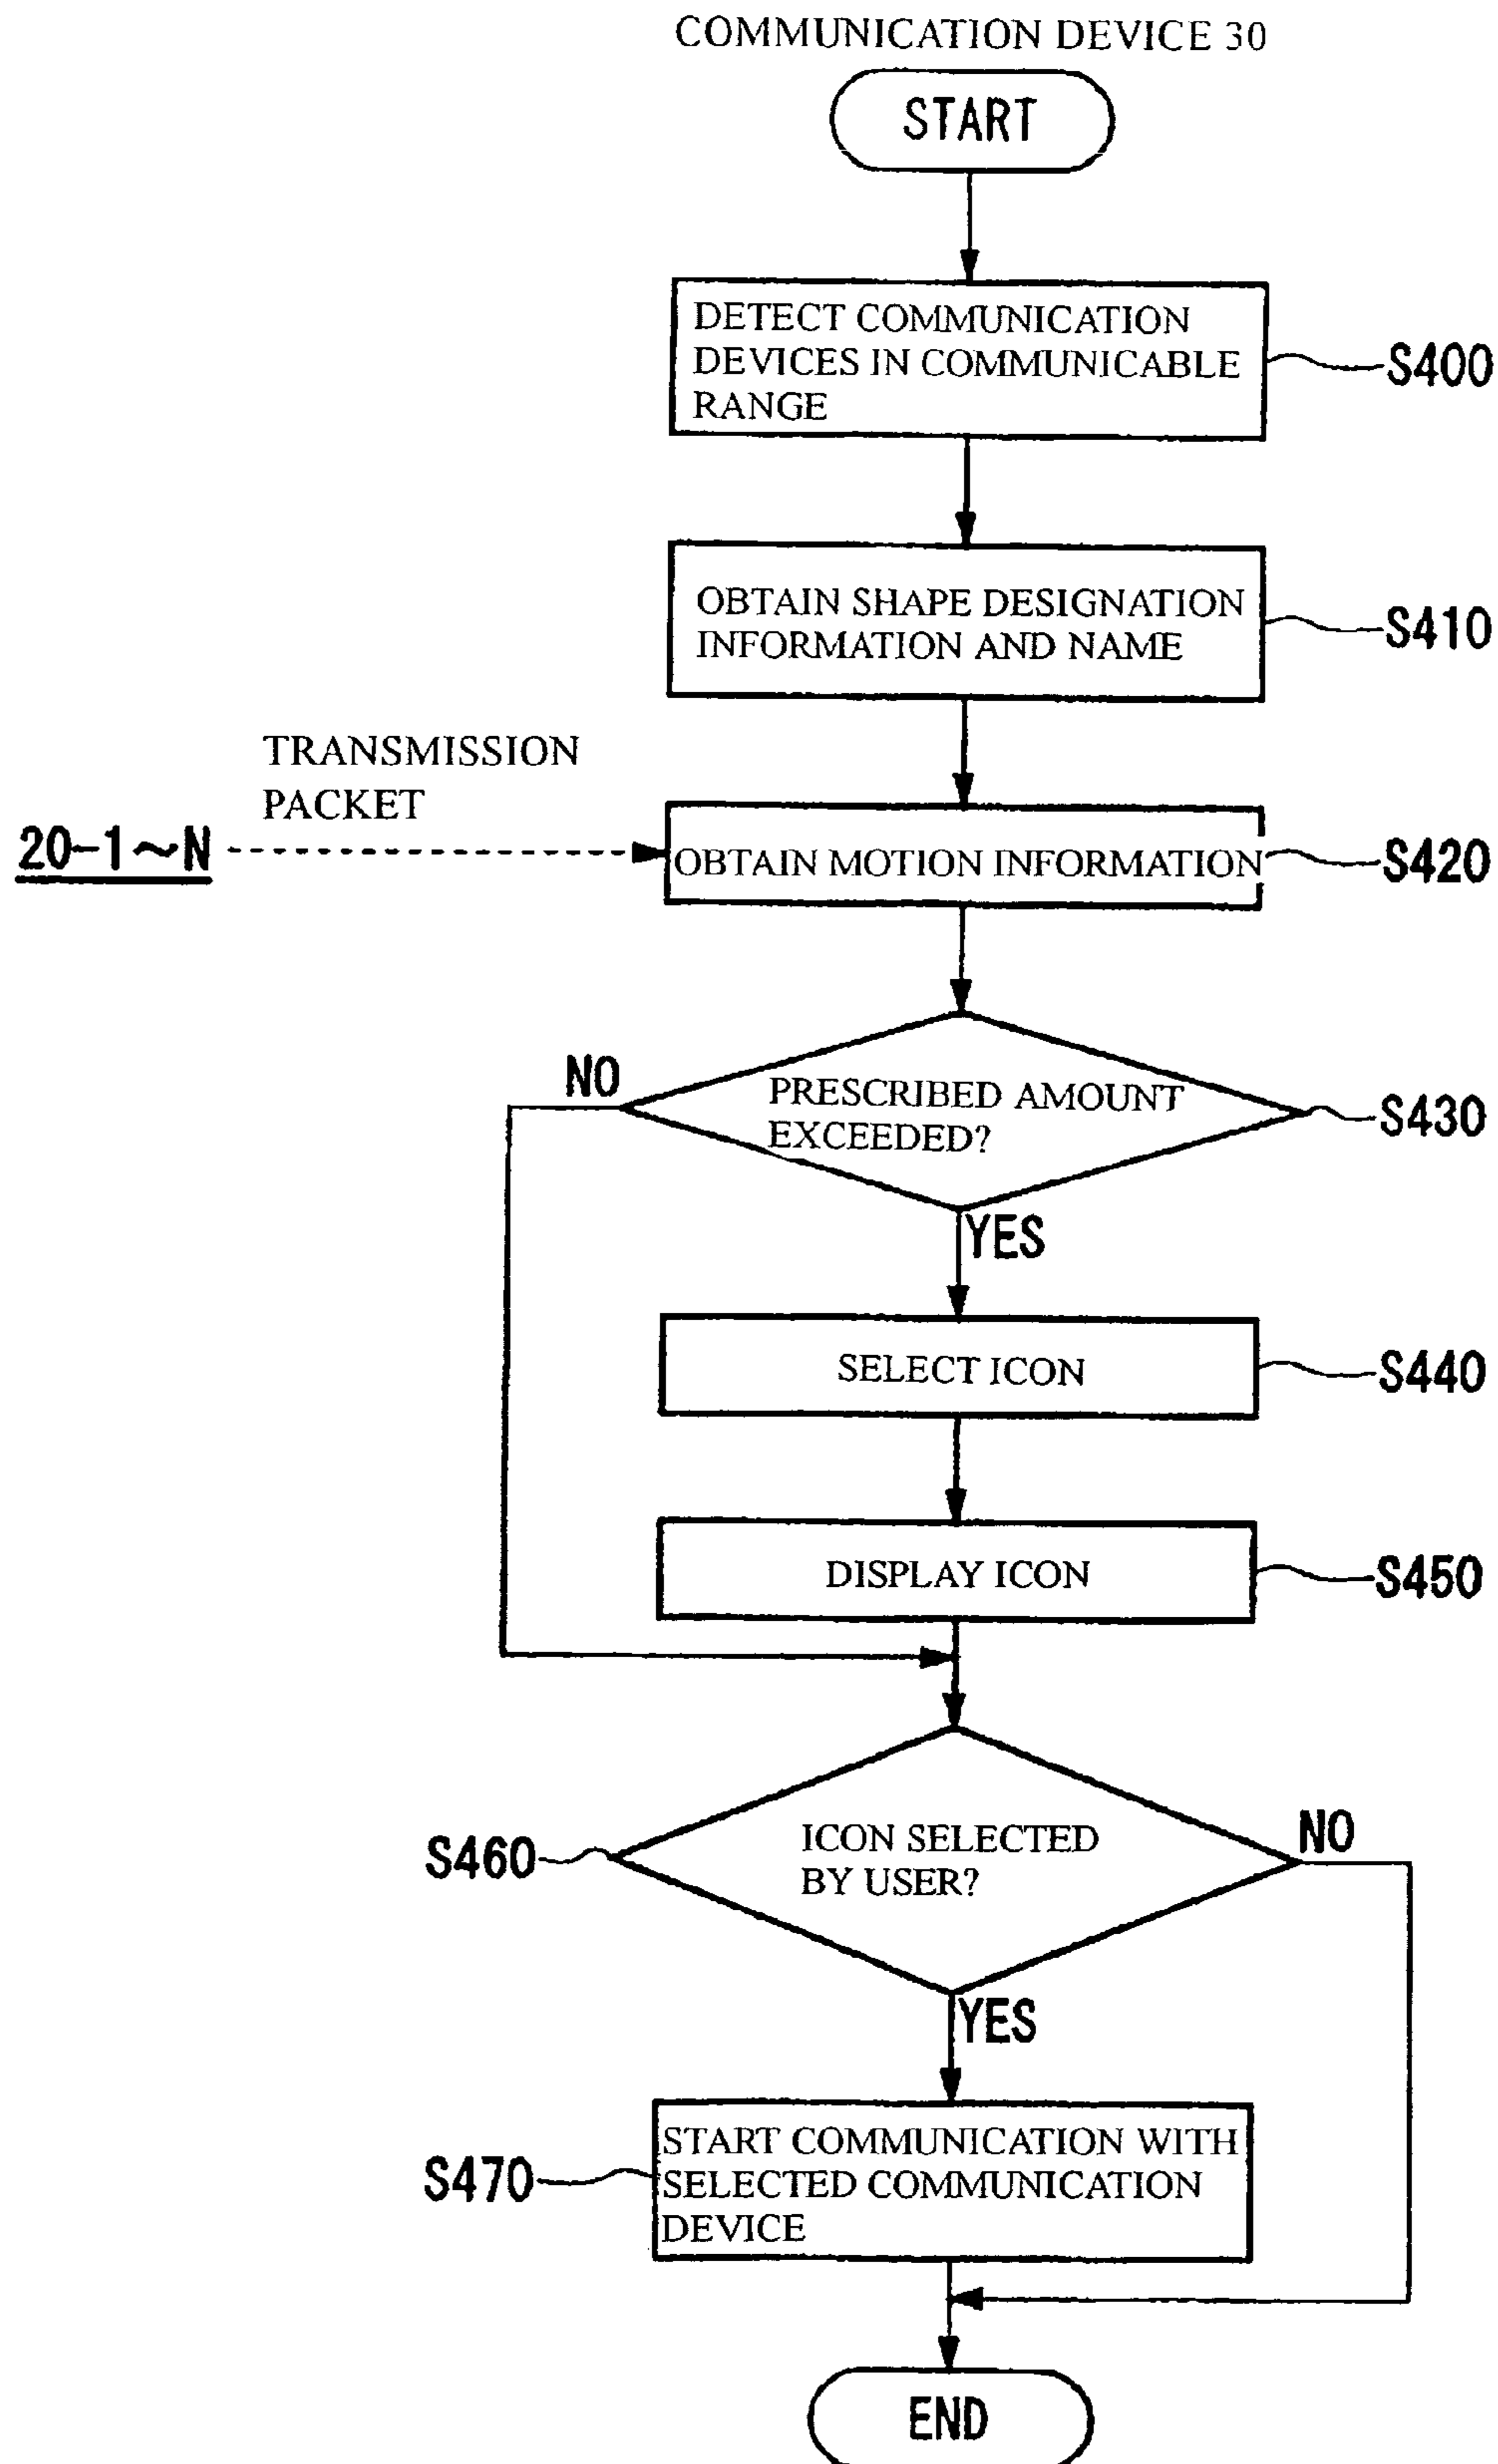 COMMUNICATION DEVICE 30
START
DETECT COMMUNICATION
DEVICES IN COMMUNICABLE
RANGE
S400
OBTAIN SHAPE DESIGNATION
INFORMATION AND NAME
S410
TRANSMISSION
PACKET
20-1～N
OBTAIN MOTION INFORMATION
S420
NO
PRESCRIBED AMOUNT
EXCEEDED?
S430
YES
SELECT ICON
S440
DISPLAY ICON
S450
S460
ICON SELECTED
BY USER?
NO
YES
S470
START COMMUNICATION WITH
SELECTED COMMUNICATION
DEVICE
END